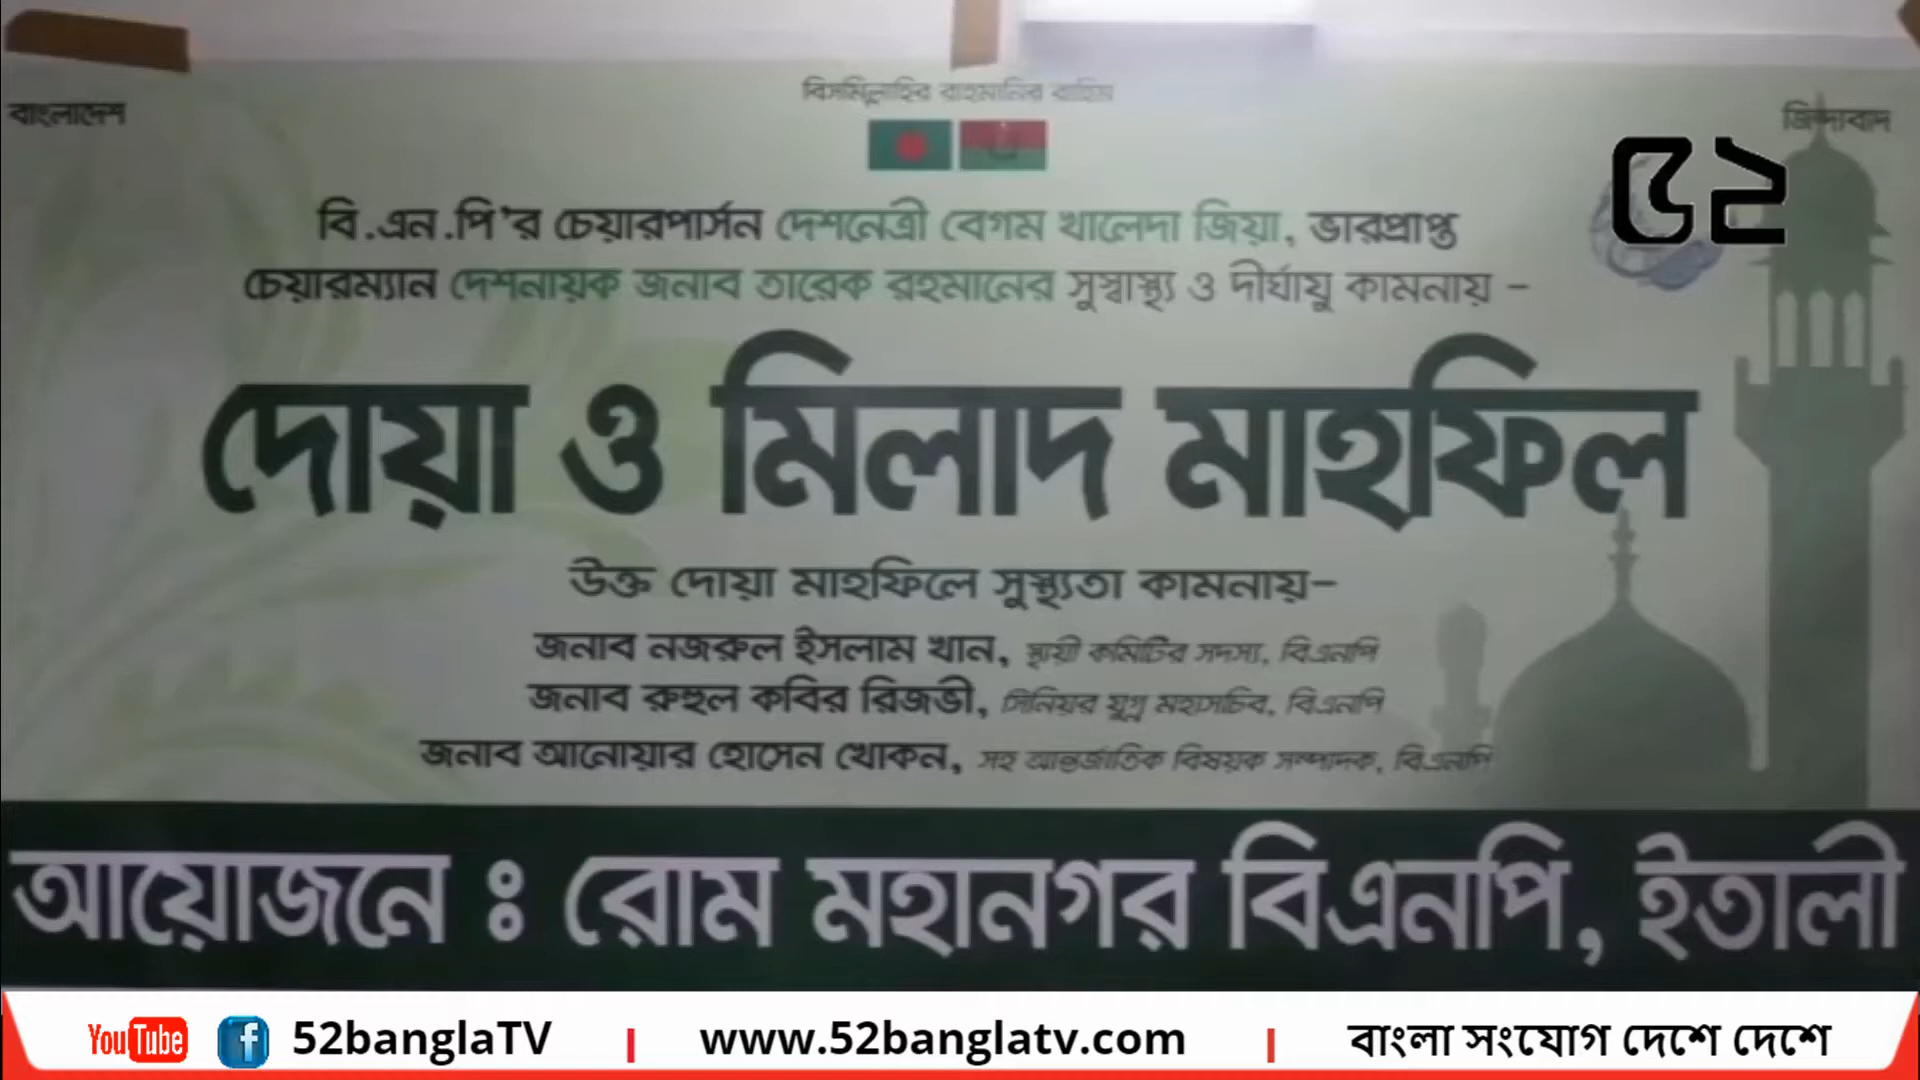 বিসমিল্লাহির রাহমানির রাহিম
বাংলাদেশ
জিন্দাবাদ
৫২
বি.এন.পি'র চেয়ারপার্সন দেশনেত্রী বেগম খালেদা জিয়া, ভারপ্রাপ্ত
চেয়ারম্যান দেশনায়ক জনাব তারেক রহমানের সুস্বাস্থ্য ও দীর্ঘায়ু কামনায় –
দোয়া ও মিলাদ মাহফিল
উক্ত দোয়া মাহফিলে সুস্থ্যতা কামনায়–
জনাব নজরুল ইসলাম খান, স্থায়ী কমিটির সদস্য, বিএনপি
জনাব রুহুল কবির রিজভী, সিনিয়র যুগ্ন মহাসচিব, বিএনপি
জনাব আনোয়ার হোসেন খোকন, সহ আন্তর্জাতিক বিষয়ক সম্পাদক, বিএনপি
আয়োজনে ঃ রোম মহানগর বিএনপি, ইতালী
YouTube f 52banglaTV | www.52banglatv.com | বাংলা সংযোগ দেশে দেশে